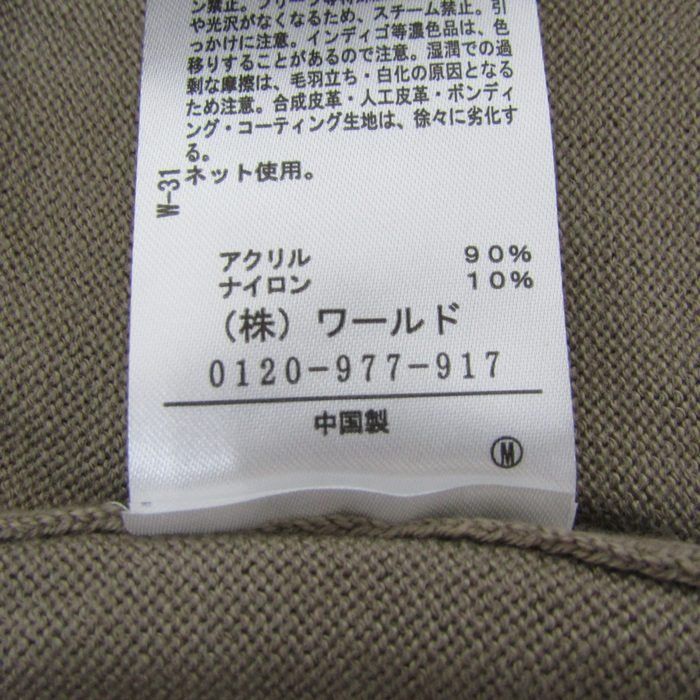 や光沢がなくなるため、スチーム禁止。引
っかけに注意。インディゴ等濃色品は、色
移りすることがあるので注意。湿潤での過
剰な摩擦は、毛羽立ち・白化の原因となる
ため注意。合成皮革・人工皮革・ボンディ
ング・コーティング生地は、徐々に劣化す
る。
W-31
ネット使用。
アクリル 90%
ナイロン 10%
（株）ワールド
0120-977-917
中国製
M